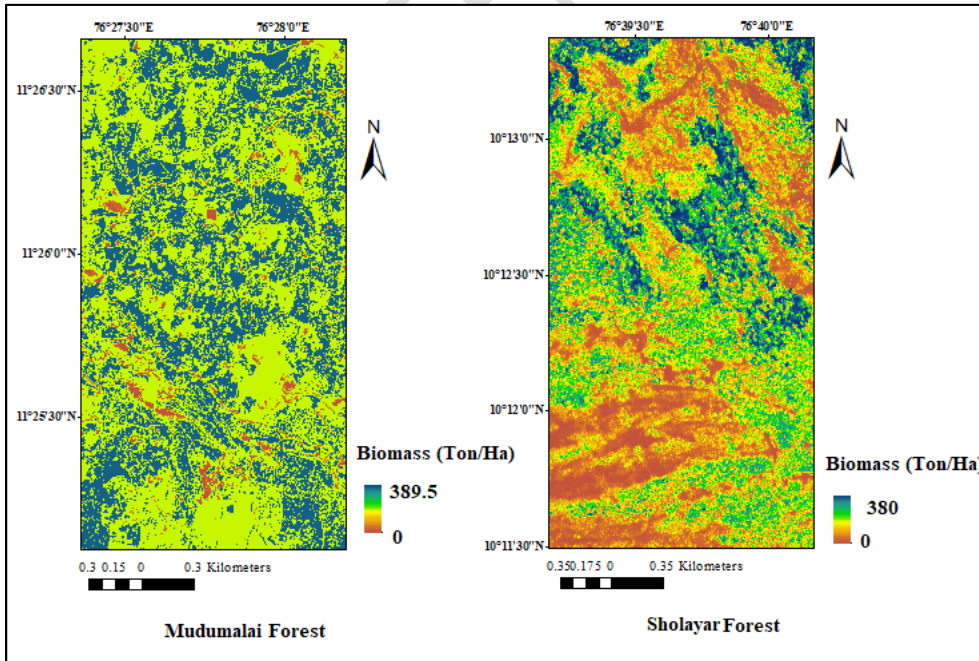 76°27'30"E 76°28'0"E
11°26'30"N
11°26'0"N
11°25'30"N
N
Biomass (Ton/Ha)
389.5
0
0.3 0.15 0 0.3 Kilometers
Mudumalai Forest
76°39'30"E 76°40'0"E
10°13'0"N
10°12'30"N
10°12'0"N
10°11'30"N
N
Biomass (Ton/Ha)
380
0
0.350.175 0 0.35 Kilometers
Sholayar Forest